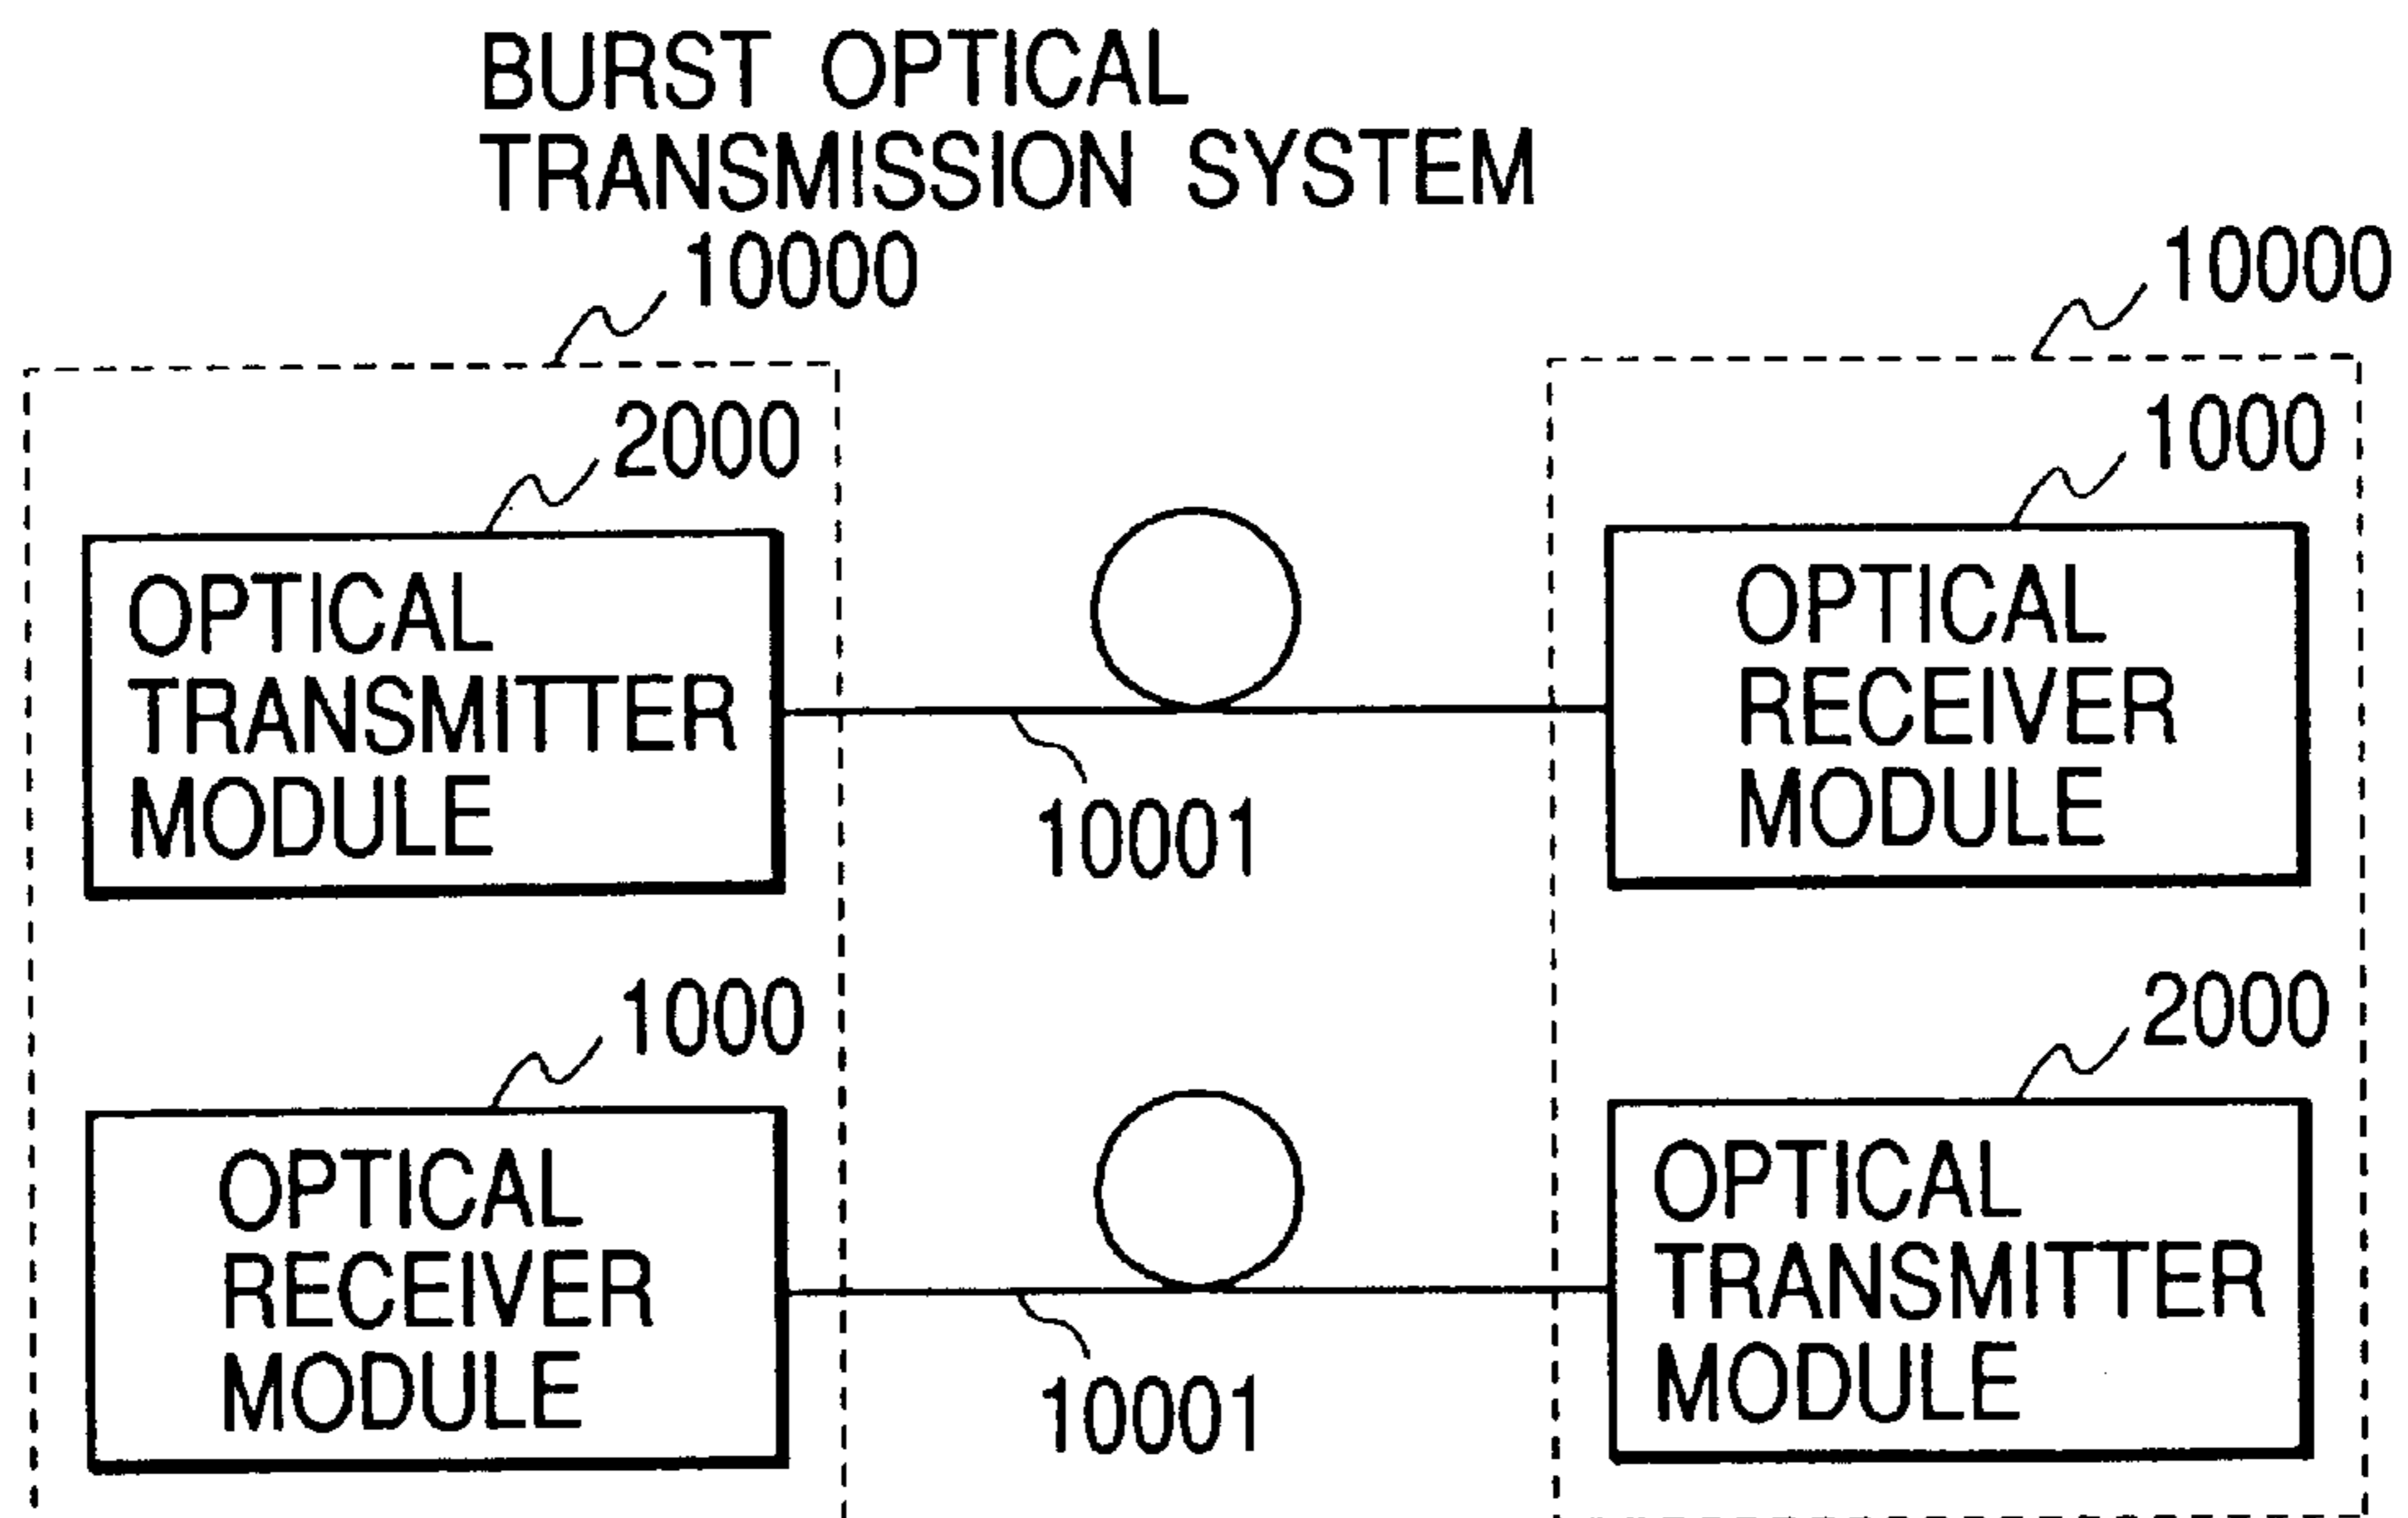 BURST OPTICAL
TRANSMISSION SYSTEM
10000
10000
2000
1000
OPTICAL
TRANSMITTER
MODULE
10001
OPTICAL
RECEIVER
MODULE
1000
2000
OPTICAL
RECEIVER
MODULE
10001
OPTICAL
TRANSMITTER
MODULE